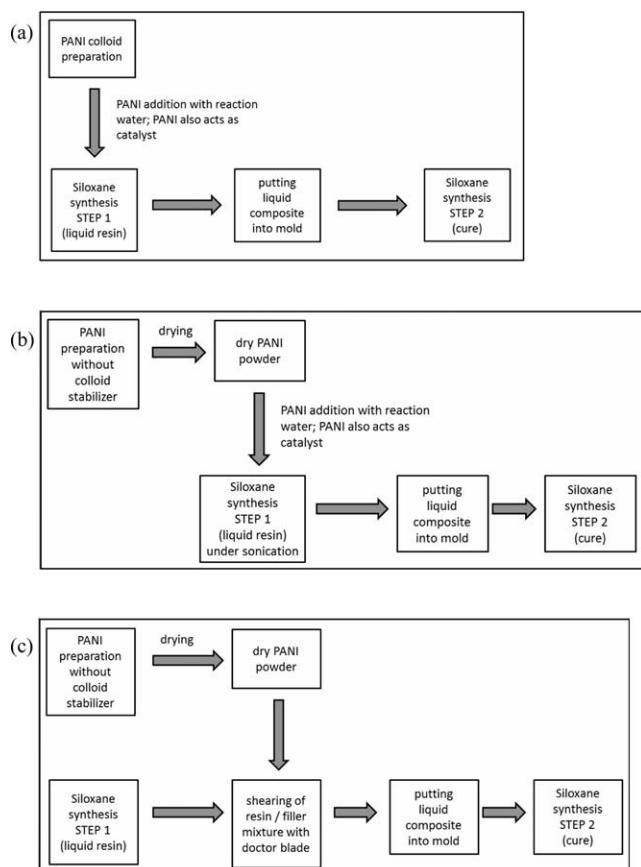 (a)
PANI colloid
preparation
PANI addition with reaction
water; PANI also acts as
catalyst
Siloxane
synthesis
STEP 1
(liquid resin)
putting
liquid
composite
into mold
Siloxane
synthesis
STEP 2
(cure)
(b)
PANI
preparation
without
colloid
stabilizer
drying
dry PANI
powder
PANI addition with reaction
water; PANI also acts as
catalyst
Siloxane
synthesis
STEP 1
(liquid resin)
under sonication
putting
liquid
composite
into mold
Siloxane
synthesis
STEP 2
(cure)
(c)
PANI
preparation
without
colloid
stabilizer
drying
dry PANI
powder
Siloxane
synthesis
STEP 1
(liquid resin)
shearing of
resin / filler
mixture with
doctor blade
putting
liquid
composite
into mold
Siloxane
synthesis
STEP 2
(cure)